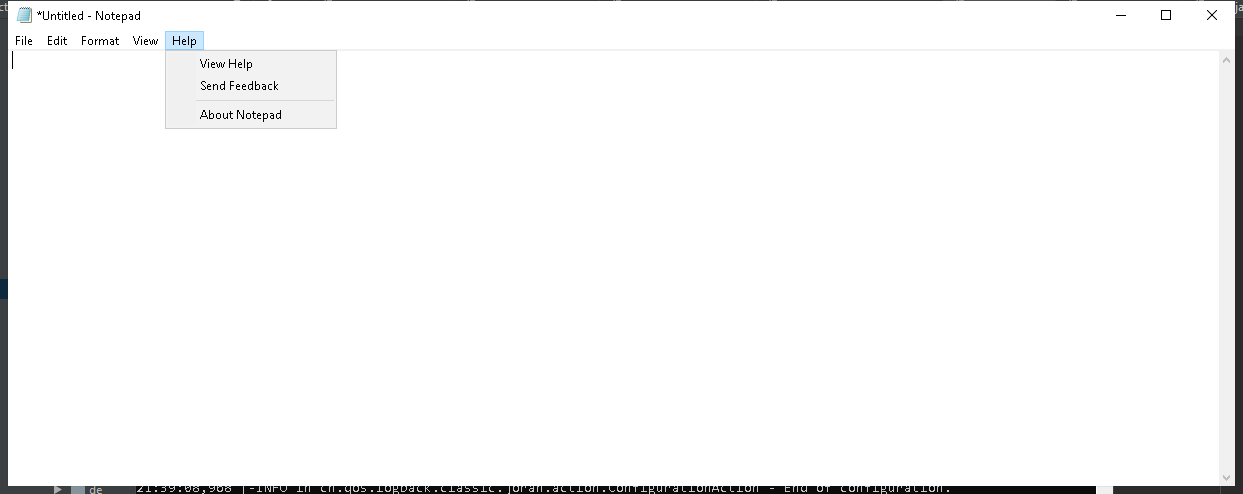 *Untitled - Notepad
File Edit Format View Help
View Help
Send Feedback
About Notepad
de 21:39:08,968 |-INFO in ch.qos.logback.classic.joran.action.ConfigurationAction - End of configuration.